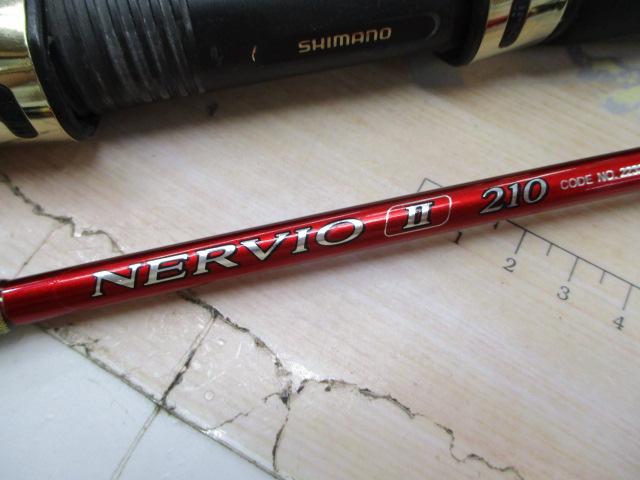 SHIMANO
NERVIO II 210 CODE NO.
1 2 3 4